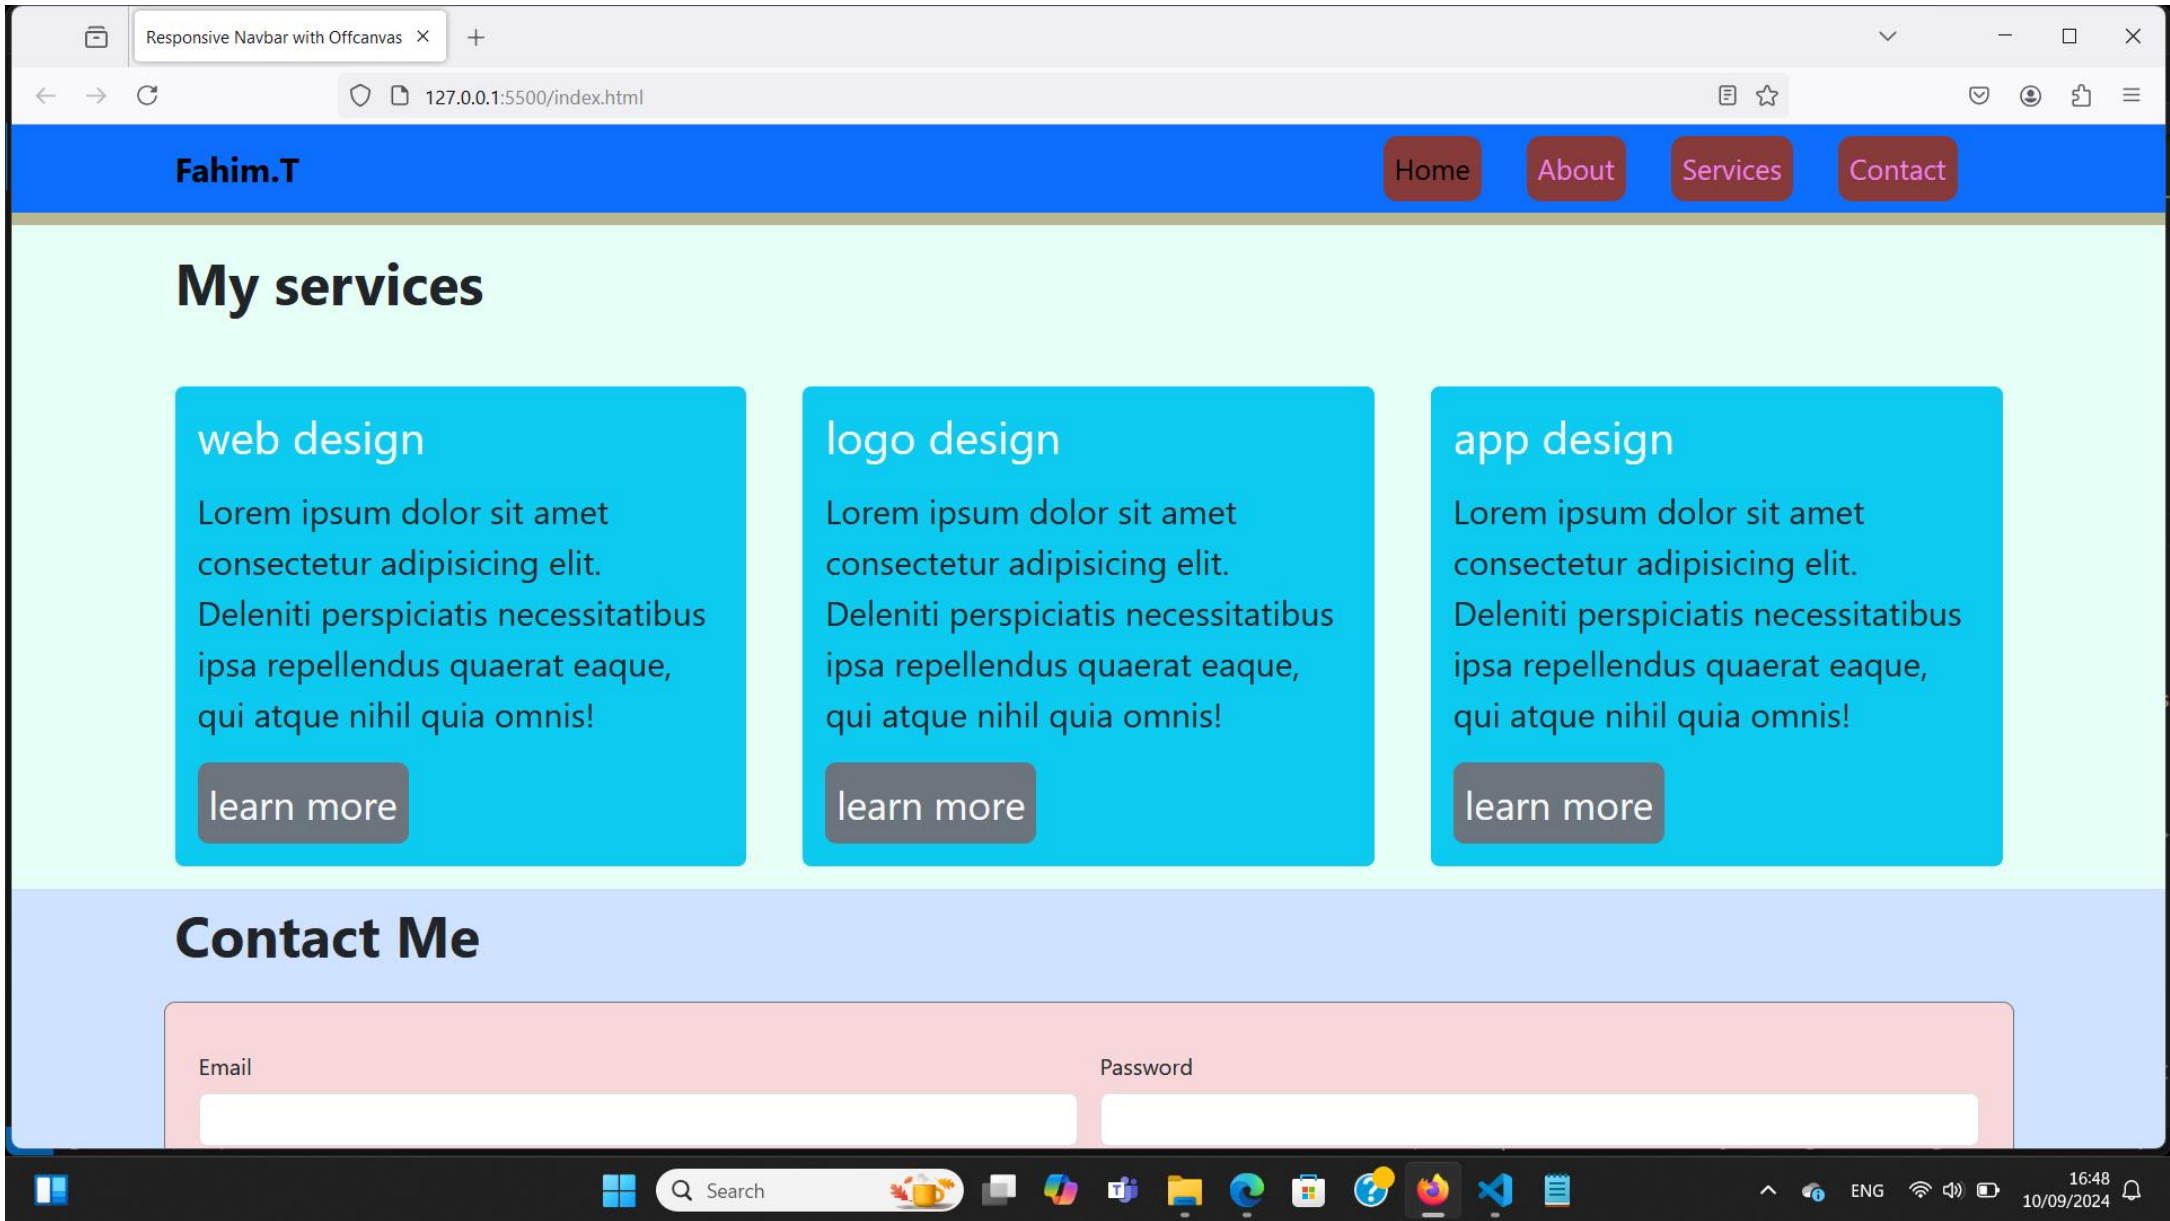 Responsive Navbar with Offcanvas
127.0.0.1:5500/index.html
Fahim.T
Home About Services Contact
My services
web design
Lorem ipsum dolor sit amet
consectetur adipisicing elit.
Deleniti perspiciatis necessitatibus
ipsa repellendus quaerat eaque,
qui atque nihil quia omnis!
learn more
logo design
Lorem ipsum dolor sit amet
consectetur adipisicing elit.
Deleniti perspiciatis necessitatibus
ipsa repellendus quaerat eaque,
qui atque nihil quia omnis!
learn more
app design
Lorem ipsum dolor sit amet
consectetur adipisicing elit.
Deleniti perspiciatis necessitatibus
ipsa repellendus quaerat eaque,
qui atque nihil quia omnis!
learn more
Contact Me
Email Password
Search
ENG
16:48
10/09/2024